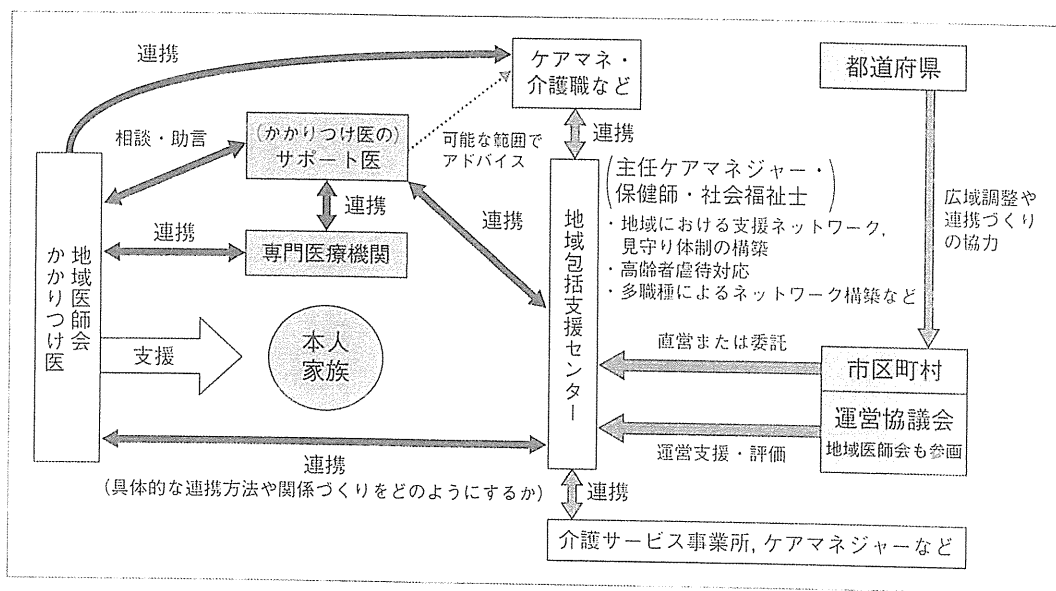 連携
ケアマネ・
介護職など
都道府県
相談・助言
(かかりつけ医の)
サポート医
可能な範囲で
アドバイス
連携
(主任ケアマネジャー・
保健師・社会福祉士)
広域調整や
連携づくり
の協力
連携
連携
連携
専門医療機関
地域医師会
かかりつけ医
地域包括支援センター
・地域における支援ネットワーク,
見守り体制の構築
・高齢者虐待対応
・多職種によるネットワーク構築など
支援
本人
家族
直営または委託
市区町村
運営協議会
地域医師会も参画
運営支援・評価
連携
(具体的な連携方法や関係づくりをどのようにするか)
連携
介護サービス事業所, ケアマネジャーなど